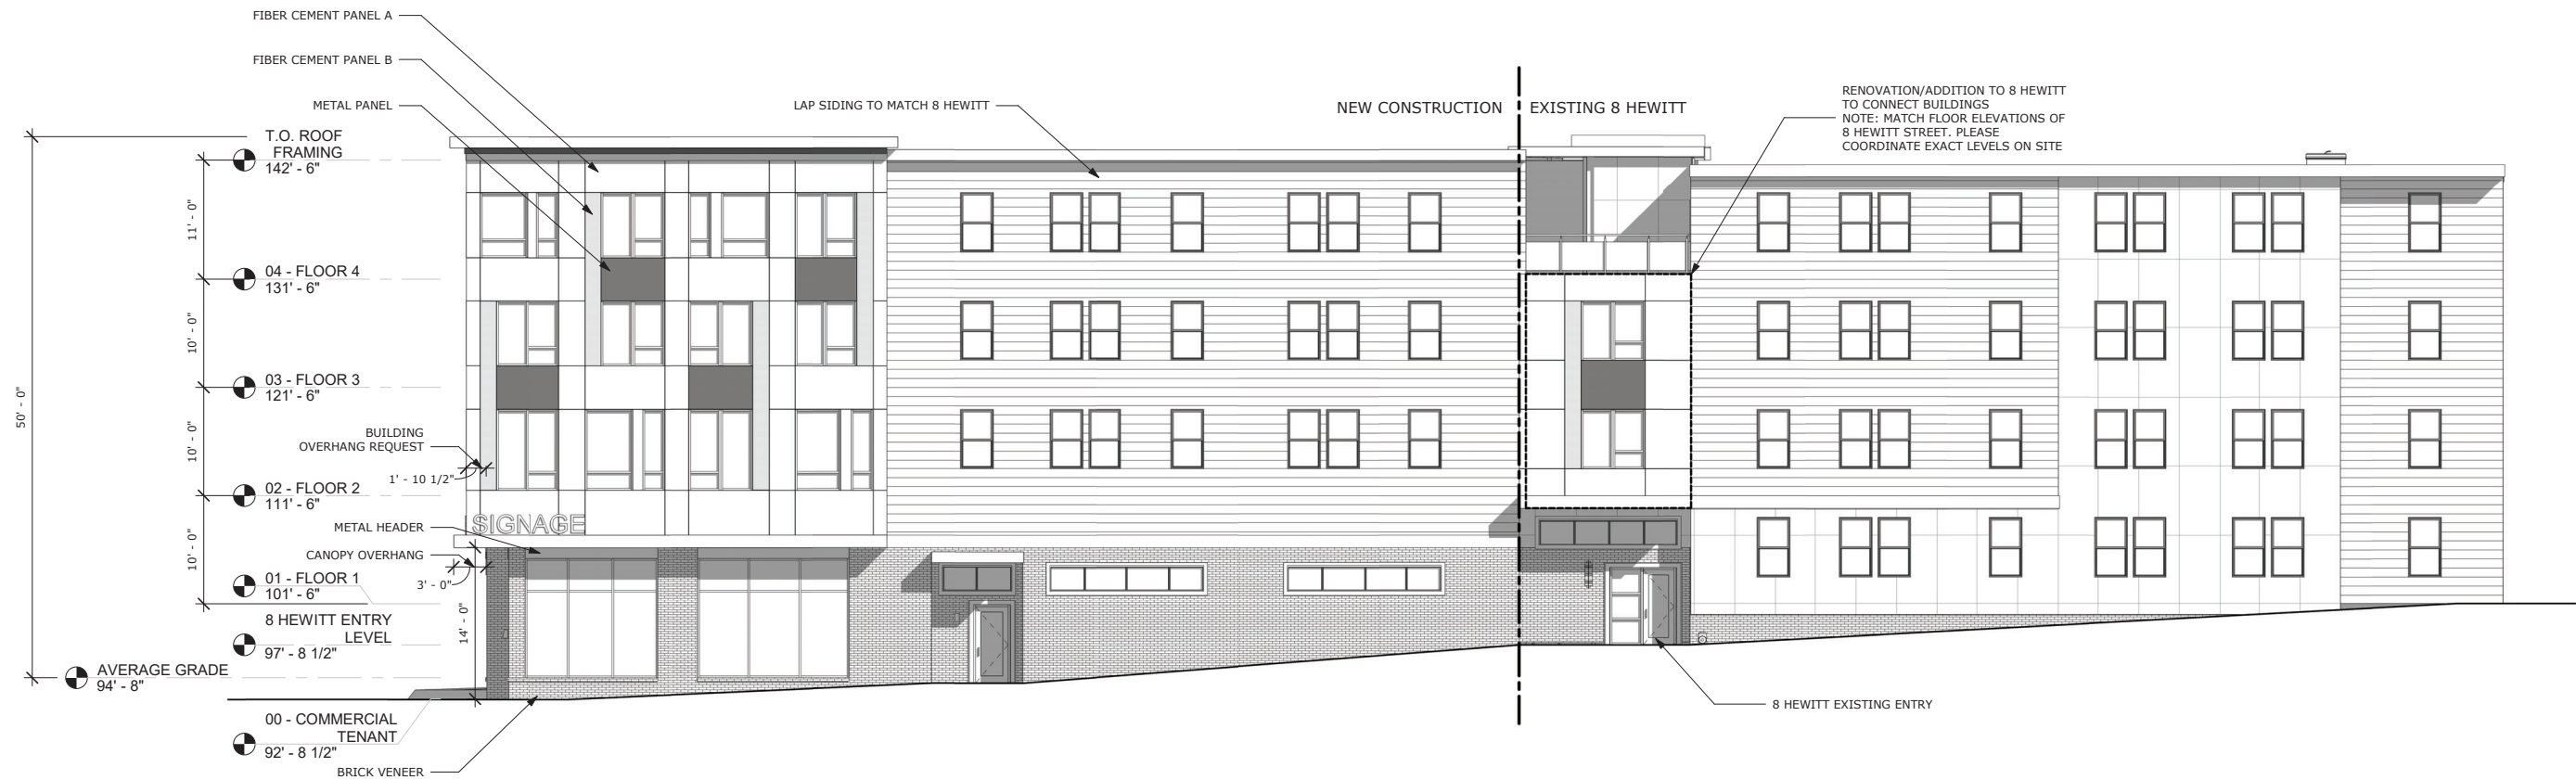 FIBER CEMENT PANEL A
FIBER CEMENT PANEL B
METAL PANEL
LAP SIDING TO MATCH 8 HEWITT
NEW CONSTRUCTION
EXISTING 8 HEWITT
RENOVATION/ADDITION TO 8 HEWITT
TO CONNECT BUILDINGS
NOTE: MATCH FLOOR ELEVATIONS OF
8 HEWITT STREET. PLEASE
COORDINATE EXACT LEVELS ON SITE
T.O. ROOF
FRAMING
142' - 6"
11' - 0"
04 - FLOOR 4
131' - 6"
10' - 0"
03 - FLOOR 3
121' - 6"
50' - 0"
10' - 0"
BUILDING
OVERHANG REQUEST
1' - 10 1/2"
02 - FLOOR 2
111' - 6"
SIGNAGE
METAL HEADER
10' - 0"
CANOPY OVERHANG
3' - 0"
01 - FLOOR 1
101' - 6"
14' - 0"
8 HEWITT ENTRY
LEVEL
97' - 8 1/2"
AVERAGE GRADE
94' - 8"
00 - COMMERCIAL
TENANT
92' - 8 1/2"
BRICK VENEER
8 HEWITT EXISTING ENTRY